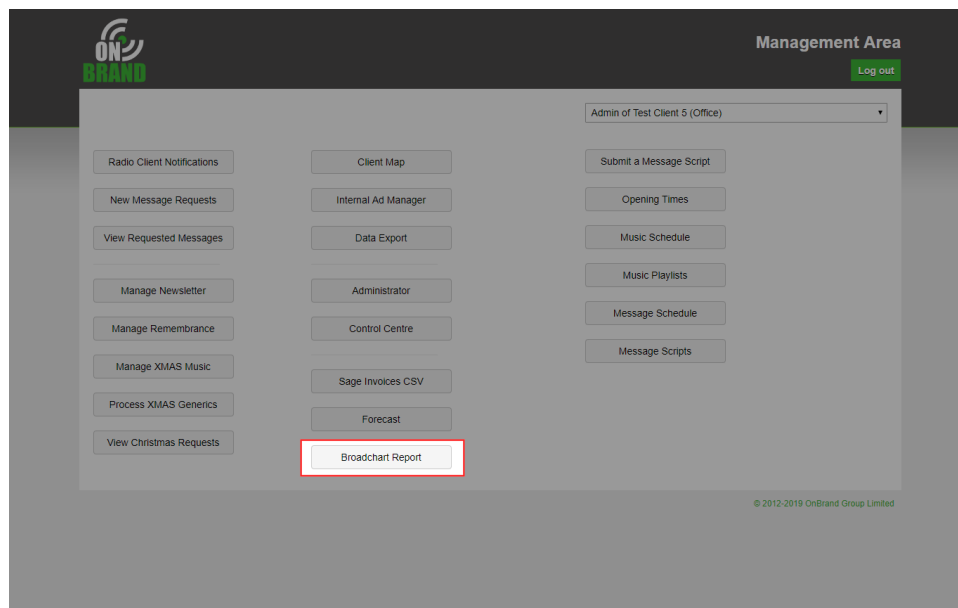 ON
BRAND
Management Area
Log out
Admin of Test Client 5 (Office)
Radio Client Notifications
New Message Requests
View Requested Messages
Manage Newsletter
Manage Remembrance
Manage XMAS Music
Process XMAS Generics
View Christmas Requests
Client Map
Internal Ad Manager
Data Export
Administrator
Control Centre
Sage Invoices CSV
Forecast
Broadchart Report
Submit a Message Script
Opening Times
Music Schedule
Music Playlists
Message Schedule
Message Scripts
© 2012-2019 OnBrand Group Limited